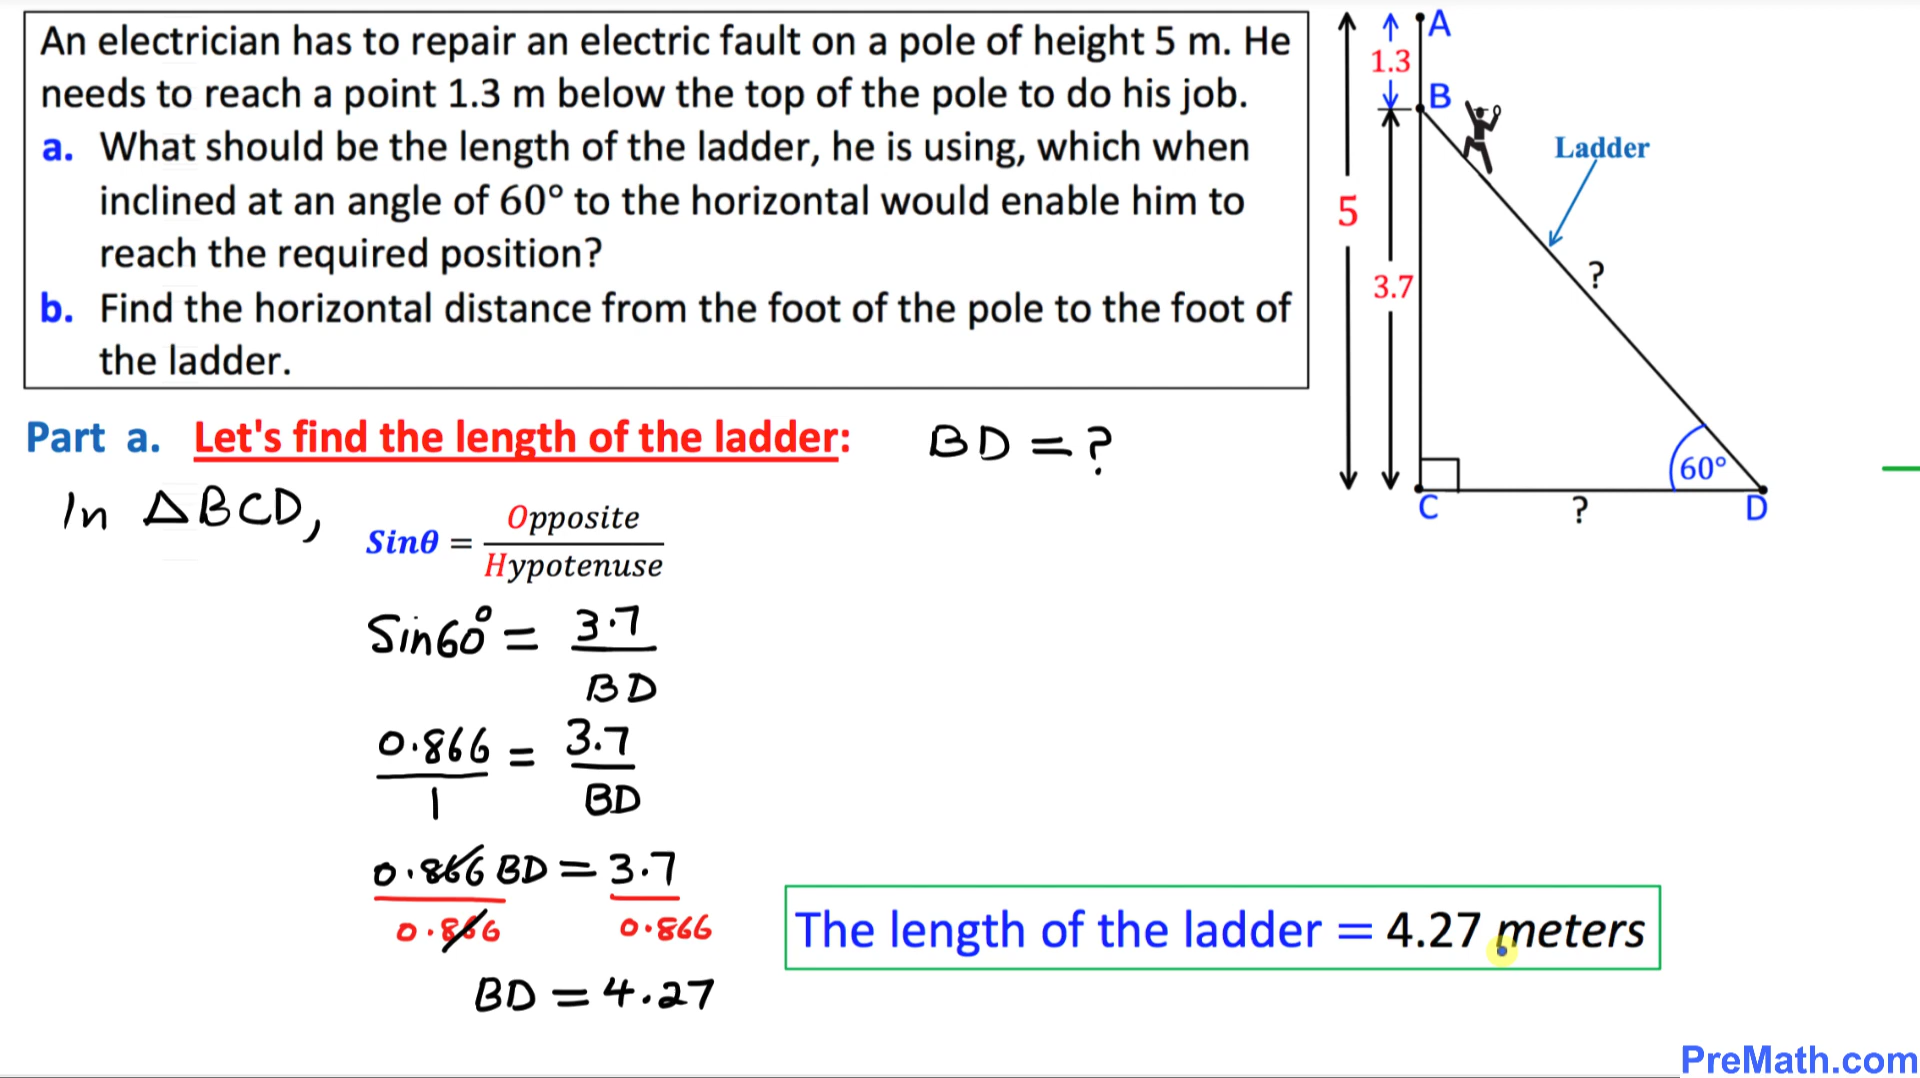 An electrician has to repair an electric fault on a pole of height 5 m. He
needs to reach a point 1.3 m below the top of the pole to do his job.
a. What should be the length of the ladder, he is using, which when
inclined at an angle of 60° to the horizontal would enable him to
reach the required position?
b. Find the horizontal distance from the foot of the pole to the foot of
the ladder.
A
1.3
B
Ladder
5
?
3.7
60°
C
?
D
Part a. Let's find the length of the ladder: BD = ?
In △BCD,
Sinθ = Opposite / Hypotenuse
Sin60° = 3.7 / BD
0.866 / 1 = 3.7 / BD
0.866 BD = 3.7
0.866 0.866
BD = 4.27
The length of the ladder = 4.27 meters
PreMath.com